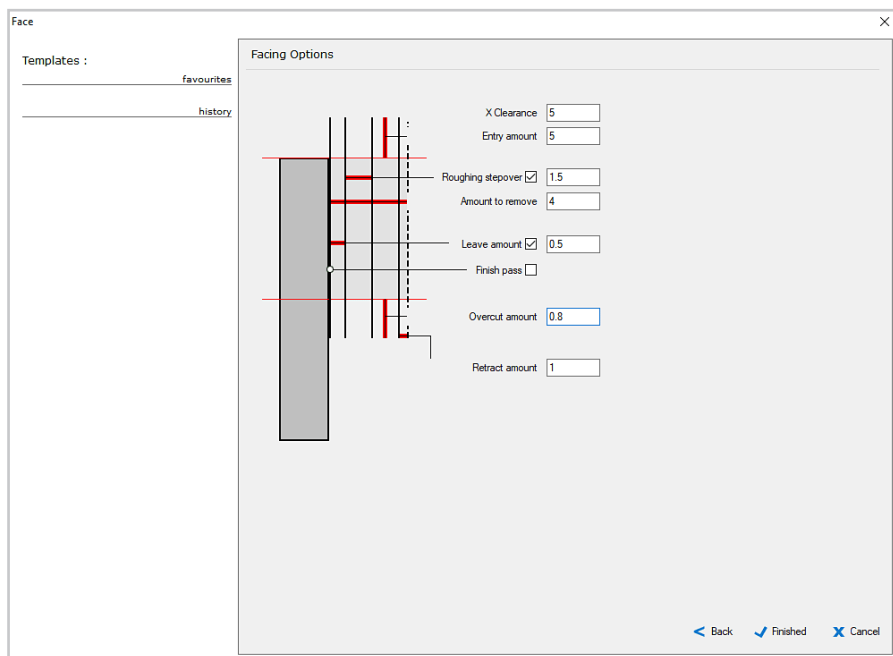 Face
Templates :
favourites
history
Facing Options
X Clearance 5
Entry amount 5
Roughing stepover 1.5
Amount to remove 4
Leave amount 0.5
Finish pass
Overcut amount 0.8
Retract amount 1
Back Finished Cancel